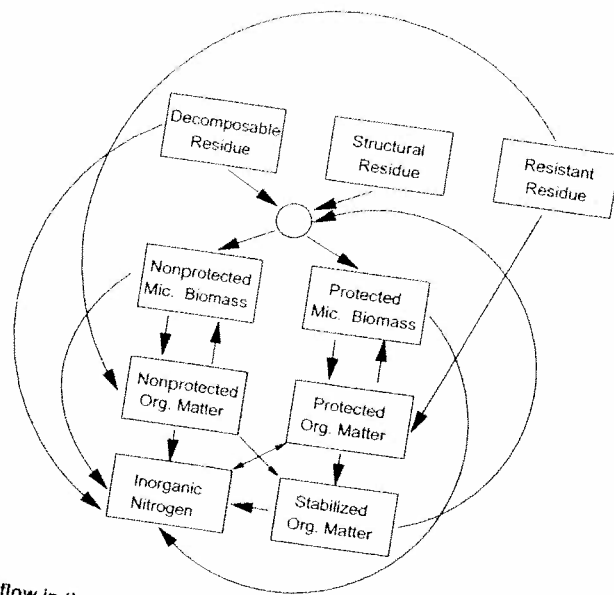 Decomposable
Residue
Structural
Residue
Resistant
Residue
Nonprotected
Mic. Biomass
Protected
Mic. Biomass
Nonprotected
Org. Matter
Protected
Org. Matter
Inorganic
Nitrogen
Stabilized
Org. Matter
flow in